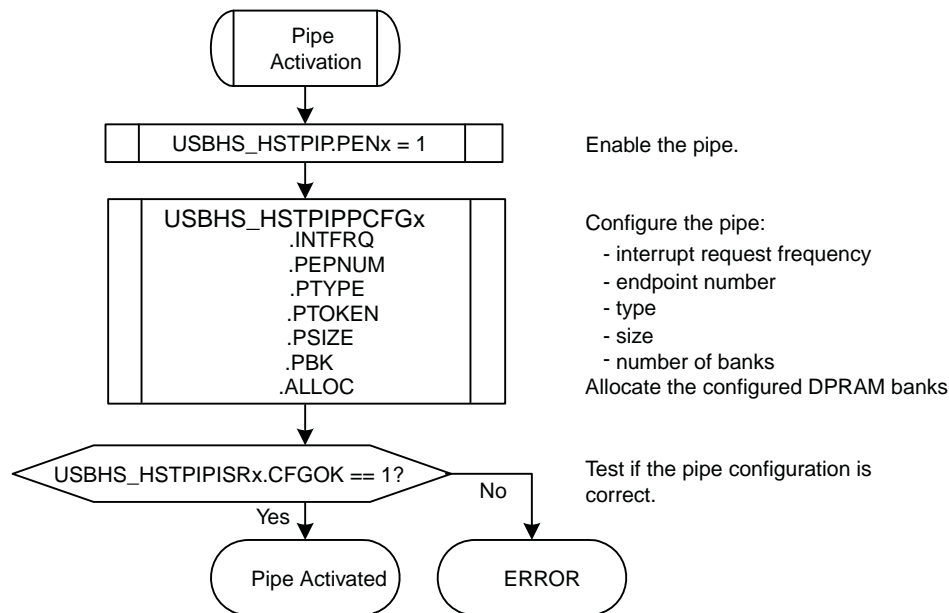 Pipe
Activation
USBHS_HSTPIP.PENx = 1
Enable the pipe.
USBHS_HSTPIPPCFGx
.INTFRQ
.PEPNUM
.PTYPE
.PTOKEN
.PSIZE
.PBK
.ALLOC
Configure the pipe:
- interrupt request frequency
- endpoint number
- type
- size
- number of banks
Allocate the configured DPRAM banks
USBHS_HSTPIPISRx.CFGOK == 1?
No
Yes
Test if the pipe configuration is
correct.
Pipe Activated
ERROR